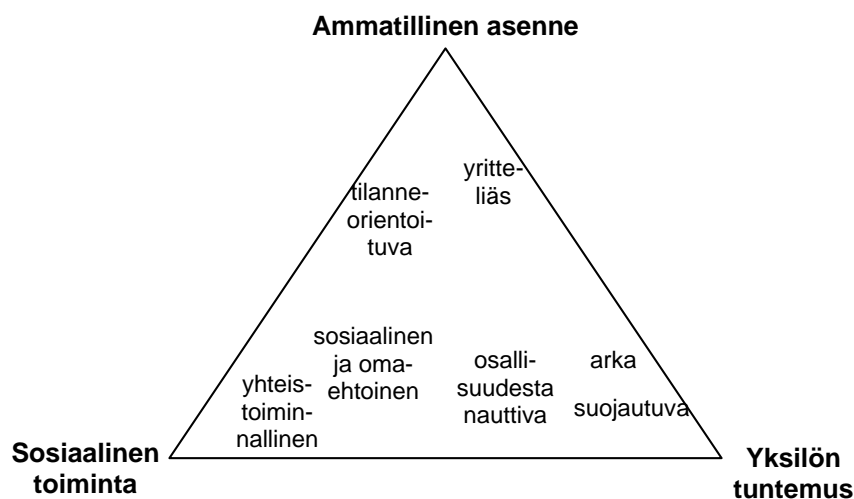 Ammatillinen asenne
yritte-
liäs
tilanne-
orientoi-
tuva
sosiaalinen
ja oma-
ehtoinen
yhteis-
toimin-
nallinen
osalli-
suudesta
nauttiva
arka
suojautuva
Sosiaalinen
toiminta
Yksilön
tuntemus